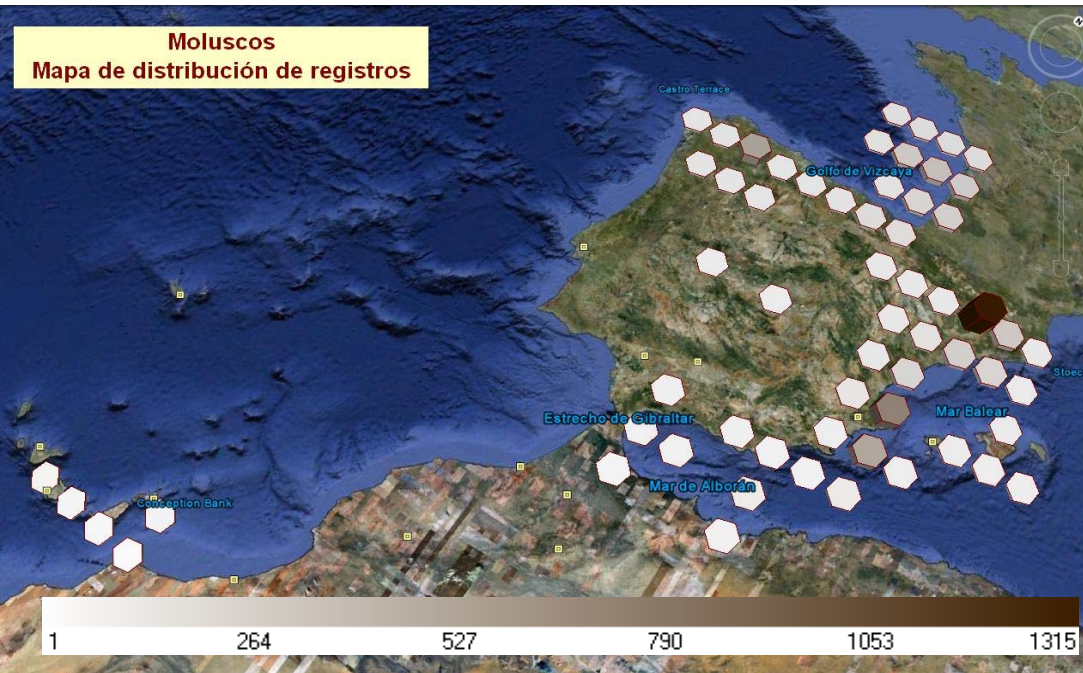 Moluscos
Mapa de distribución de registros
N
Castro Terrace
Golfo de Vizcaya
Stoec
Mar Balear
Estrecho de Gibraltar
Mar de Alborán
Conception Bank
1 264 527 790 1053 1315